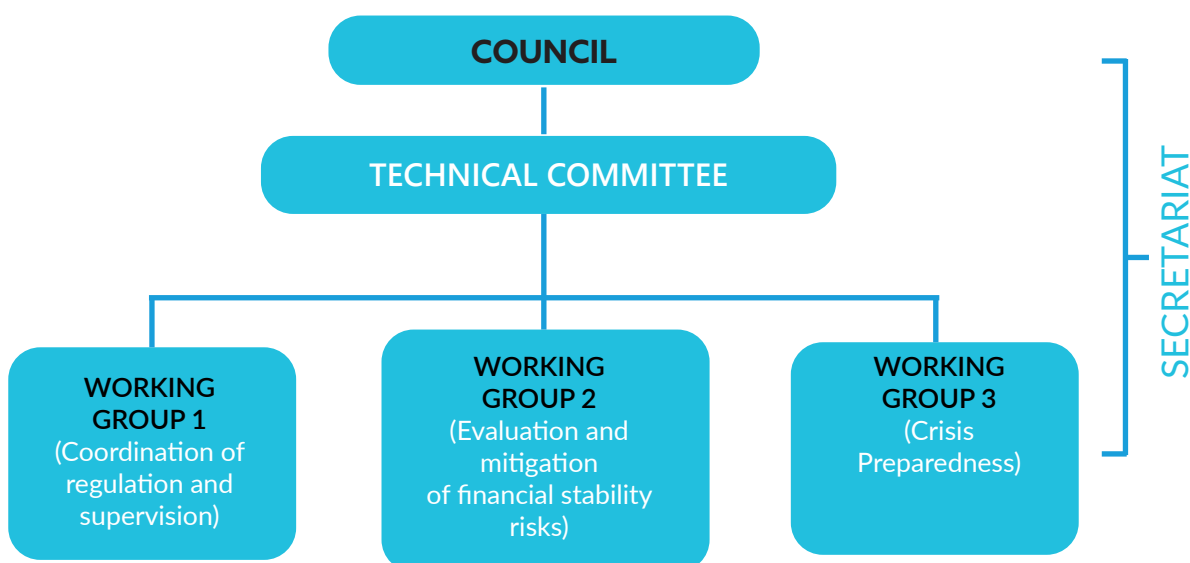 COUNCIL
TECHNICAL COMMITTEE
SECRETARIAT
WORKING
GROUP 1
(Coordination of
regulation and
supervision)
WORKING
GROUP 2
(Evaluation and
mitigation
of financial stability
risks)
WORKING
GROUP 3
(Crisis
Preparedness)